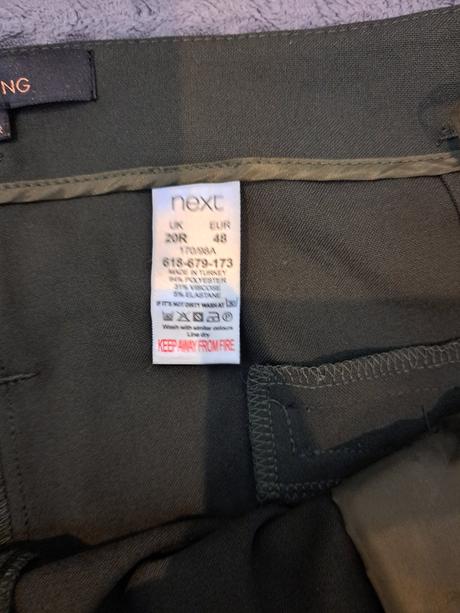 NG
R
next
UK EUR
20R 48
170/98A
618-679-173
MADE IN TURKEY
64% POLYESTER
31% VISCOSE
5% ELASTANE
IF IT'S NOT DIRTY WASH AT
Wash with similar colours
Line dry
KEEP AWAY FROM FIRE